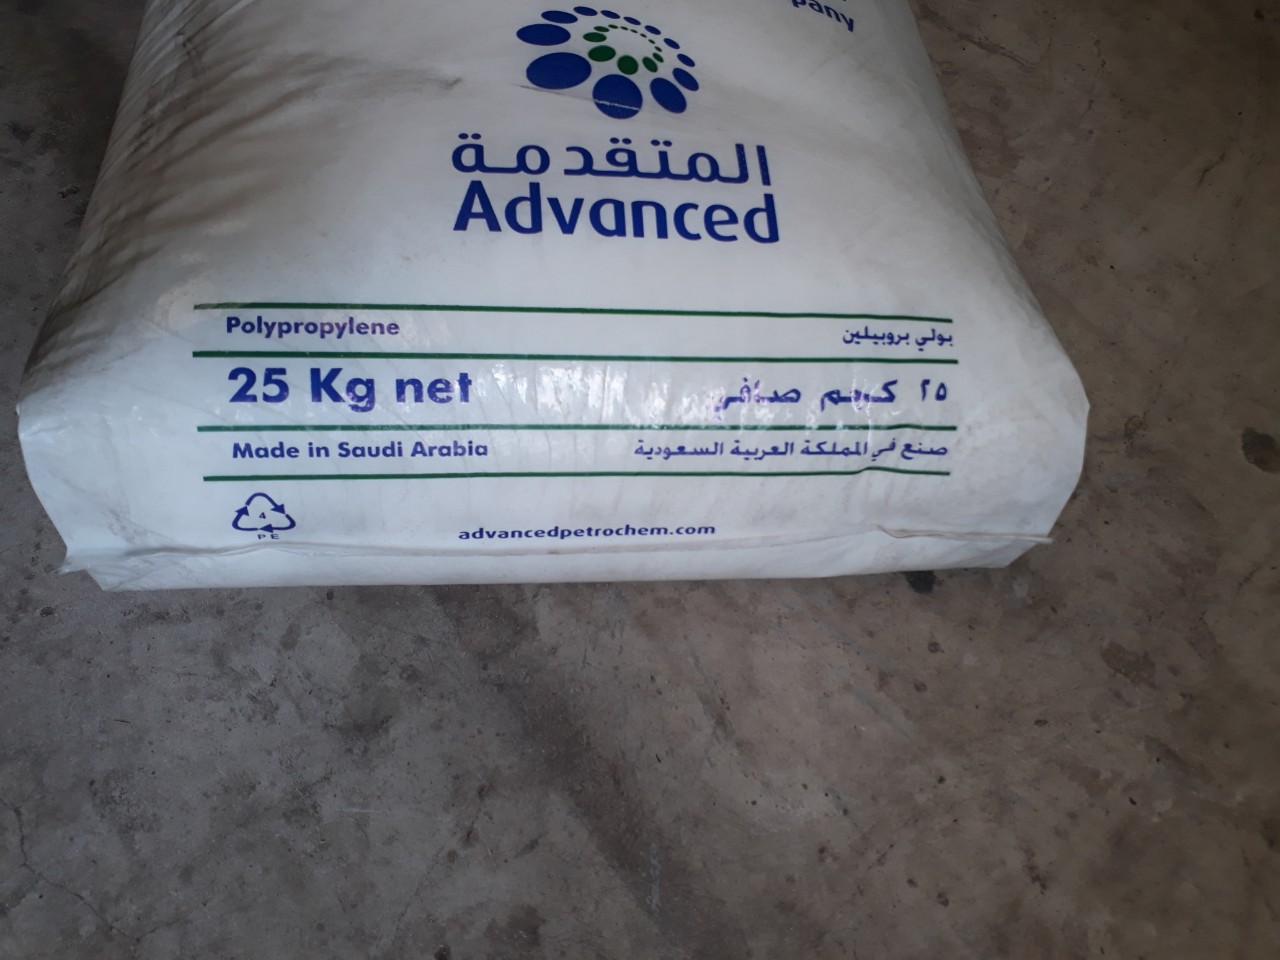 pany
المتقدمة
Advanced
Polypropylene بولي بروبيلين
25 Kg net ٢٥ كجم صافي
Made in Saudi Arabia صنع في المملكة العربية السعودية
4
PE
advancedpetrochem.com